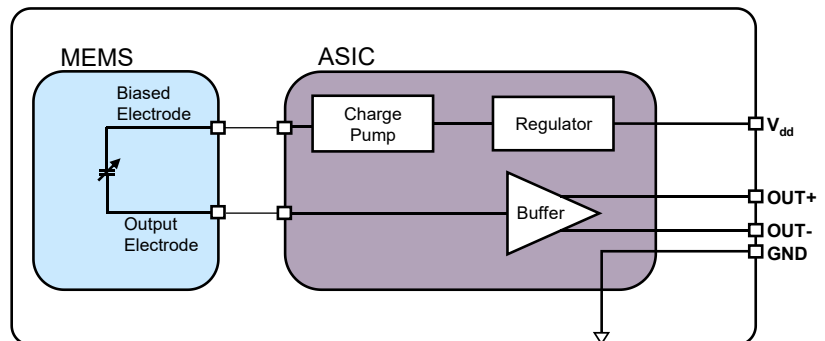 MEMS
ASIC
Biased
Electrode
Charge
Pump
Regulator
Vdd
Output
Electrode
Buffer
OUT+
OUT-
GND